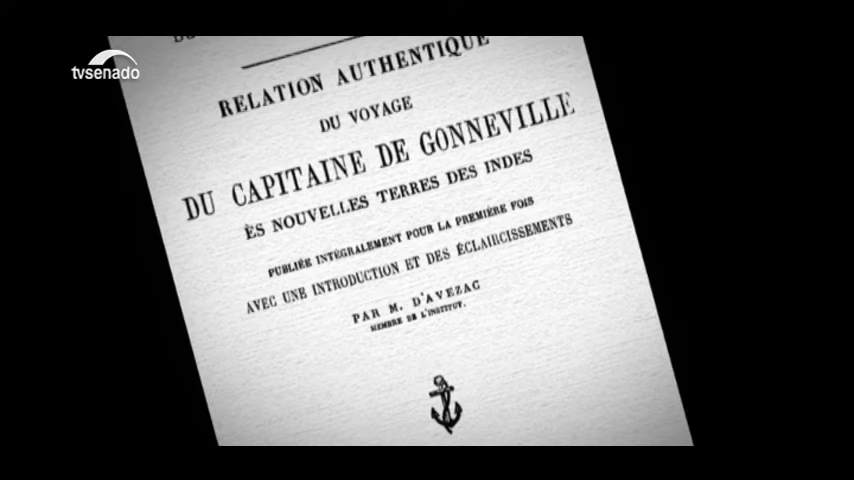 tvsenado
RELATION AUTHENTIQUE
DU VOYAGE
DU CAPITAINE DE GONNEVILLE
ÈS NOUVELLES TERRES DES INDES
PUBLIÉE INTÉGRALEMENT POUR LA PREMIÈRE FOIS
AVEC UNE INTRODUCTION ET DES ÉCLAIRCISSEMENTS
PAR M. D'AVEZAC
MEMBRE DE L'INSTITUT.